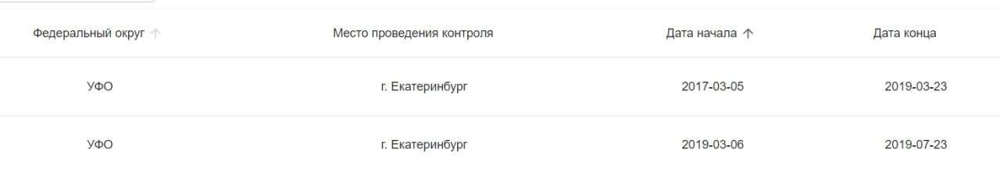 Федеральный округ ↑ Место проведения контроля Дата начала ↑ Дата конца
УФО г. Екатеринбург 2017-03-05 2019-03-23
УФО г. Екатеринбург 2019-03-06 2019-07-23